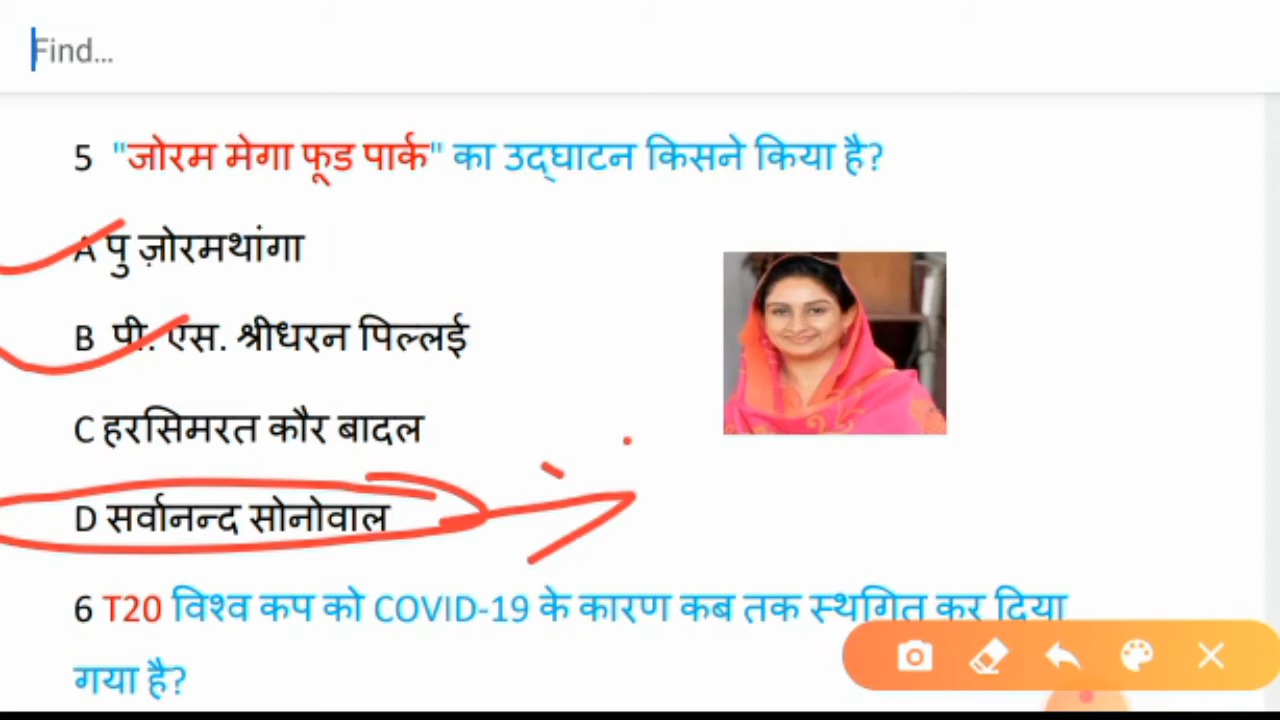 Find...
5 "जोरम मेगा फूड पार्क" का उद्घाटन किसने किया है?
A पु ज़ोरमथांगा
B पी. एस. श्रीधरन पिल्लई
C हरसिमरत कौर बादल
D सर्वानन्द सोनोवाल
6 T20 विश्व कप को COVID-19 के कारण कब तक स्थगित कर दिया
गया है?